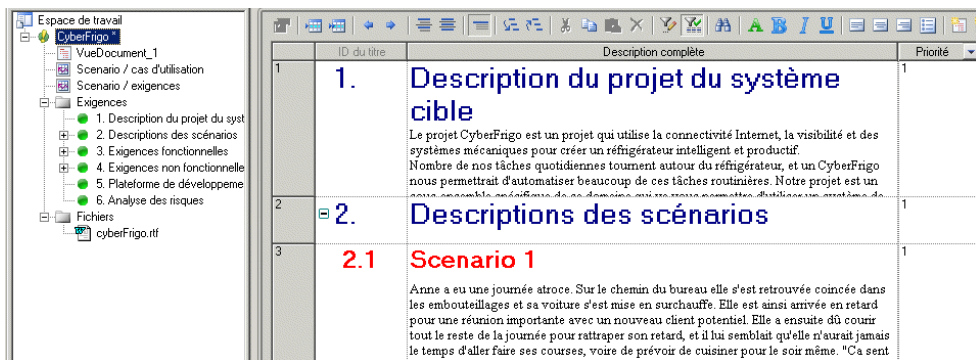 Espace de travail
CyberFrigo *
VueDocument_1
Scenario / cas d'utilisation
Scenario / exigences
Exigences
1. Description du projet du syst
2. Descriptions des scénarios
3. Exigences fonctionnelles
4. Exigences non fonctionnelle
5. Plateforme de développeme
6. Analyse des risques
Fichiers
cyberFrigo.rtf
A B I U
ID du titre Description complète Priorité
1 1. Description du projet du système 1
cible
Le projet CyberFrigo est un projet qui utilise la connectivité Internet, la visibilité et des
systèmes mécaniques pour créer un réfrigérateur intelligent et productif.
Nombre de nos tâches quotidiennes tournent autour du réfrigérateur, et un CyberFrigo
nous permettrait d'automatiser beaucoup de ces tâches routinières. Notre projet est un
2 2. Descriptions des scénarios 1
3 2.1 Scenario 1 1
Anne a eu une journée atroce. Sur le chemin du bureau elle s'est retrouvée coincée dans
les embouteillages et sa voiture s'est mise en surchauffe. Elle est ainsi arrivée en retard
pour une réunion importante avec un nouveau client potentiel. Elle a ensuite dû courir
tout le reste de la journée pour rattraper son retard, et il lui semblait qu'elle n'aurait jamais
le temps d'aller faire ses courses, voire de prévoir de cuisiner pour le soir même. "Ca sent